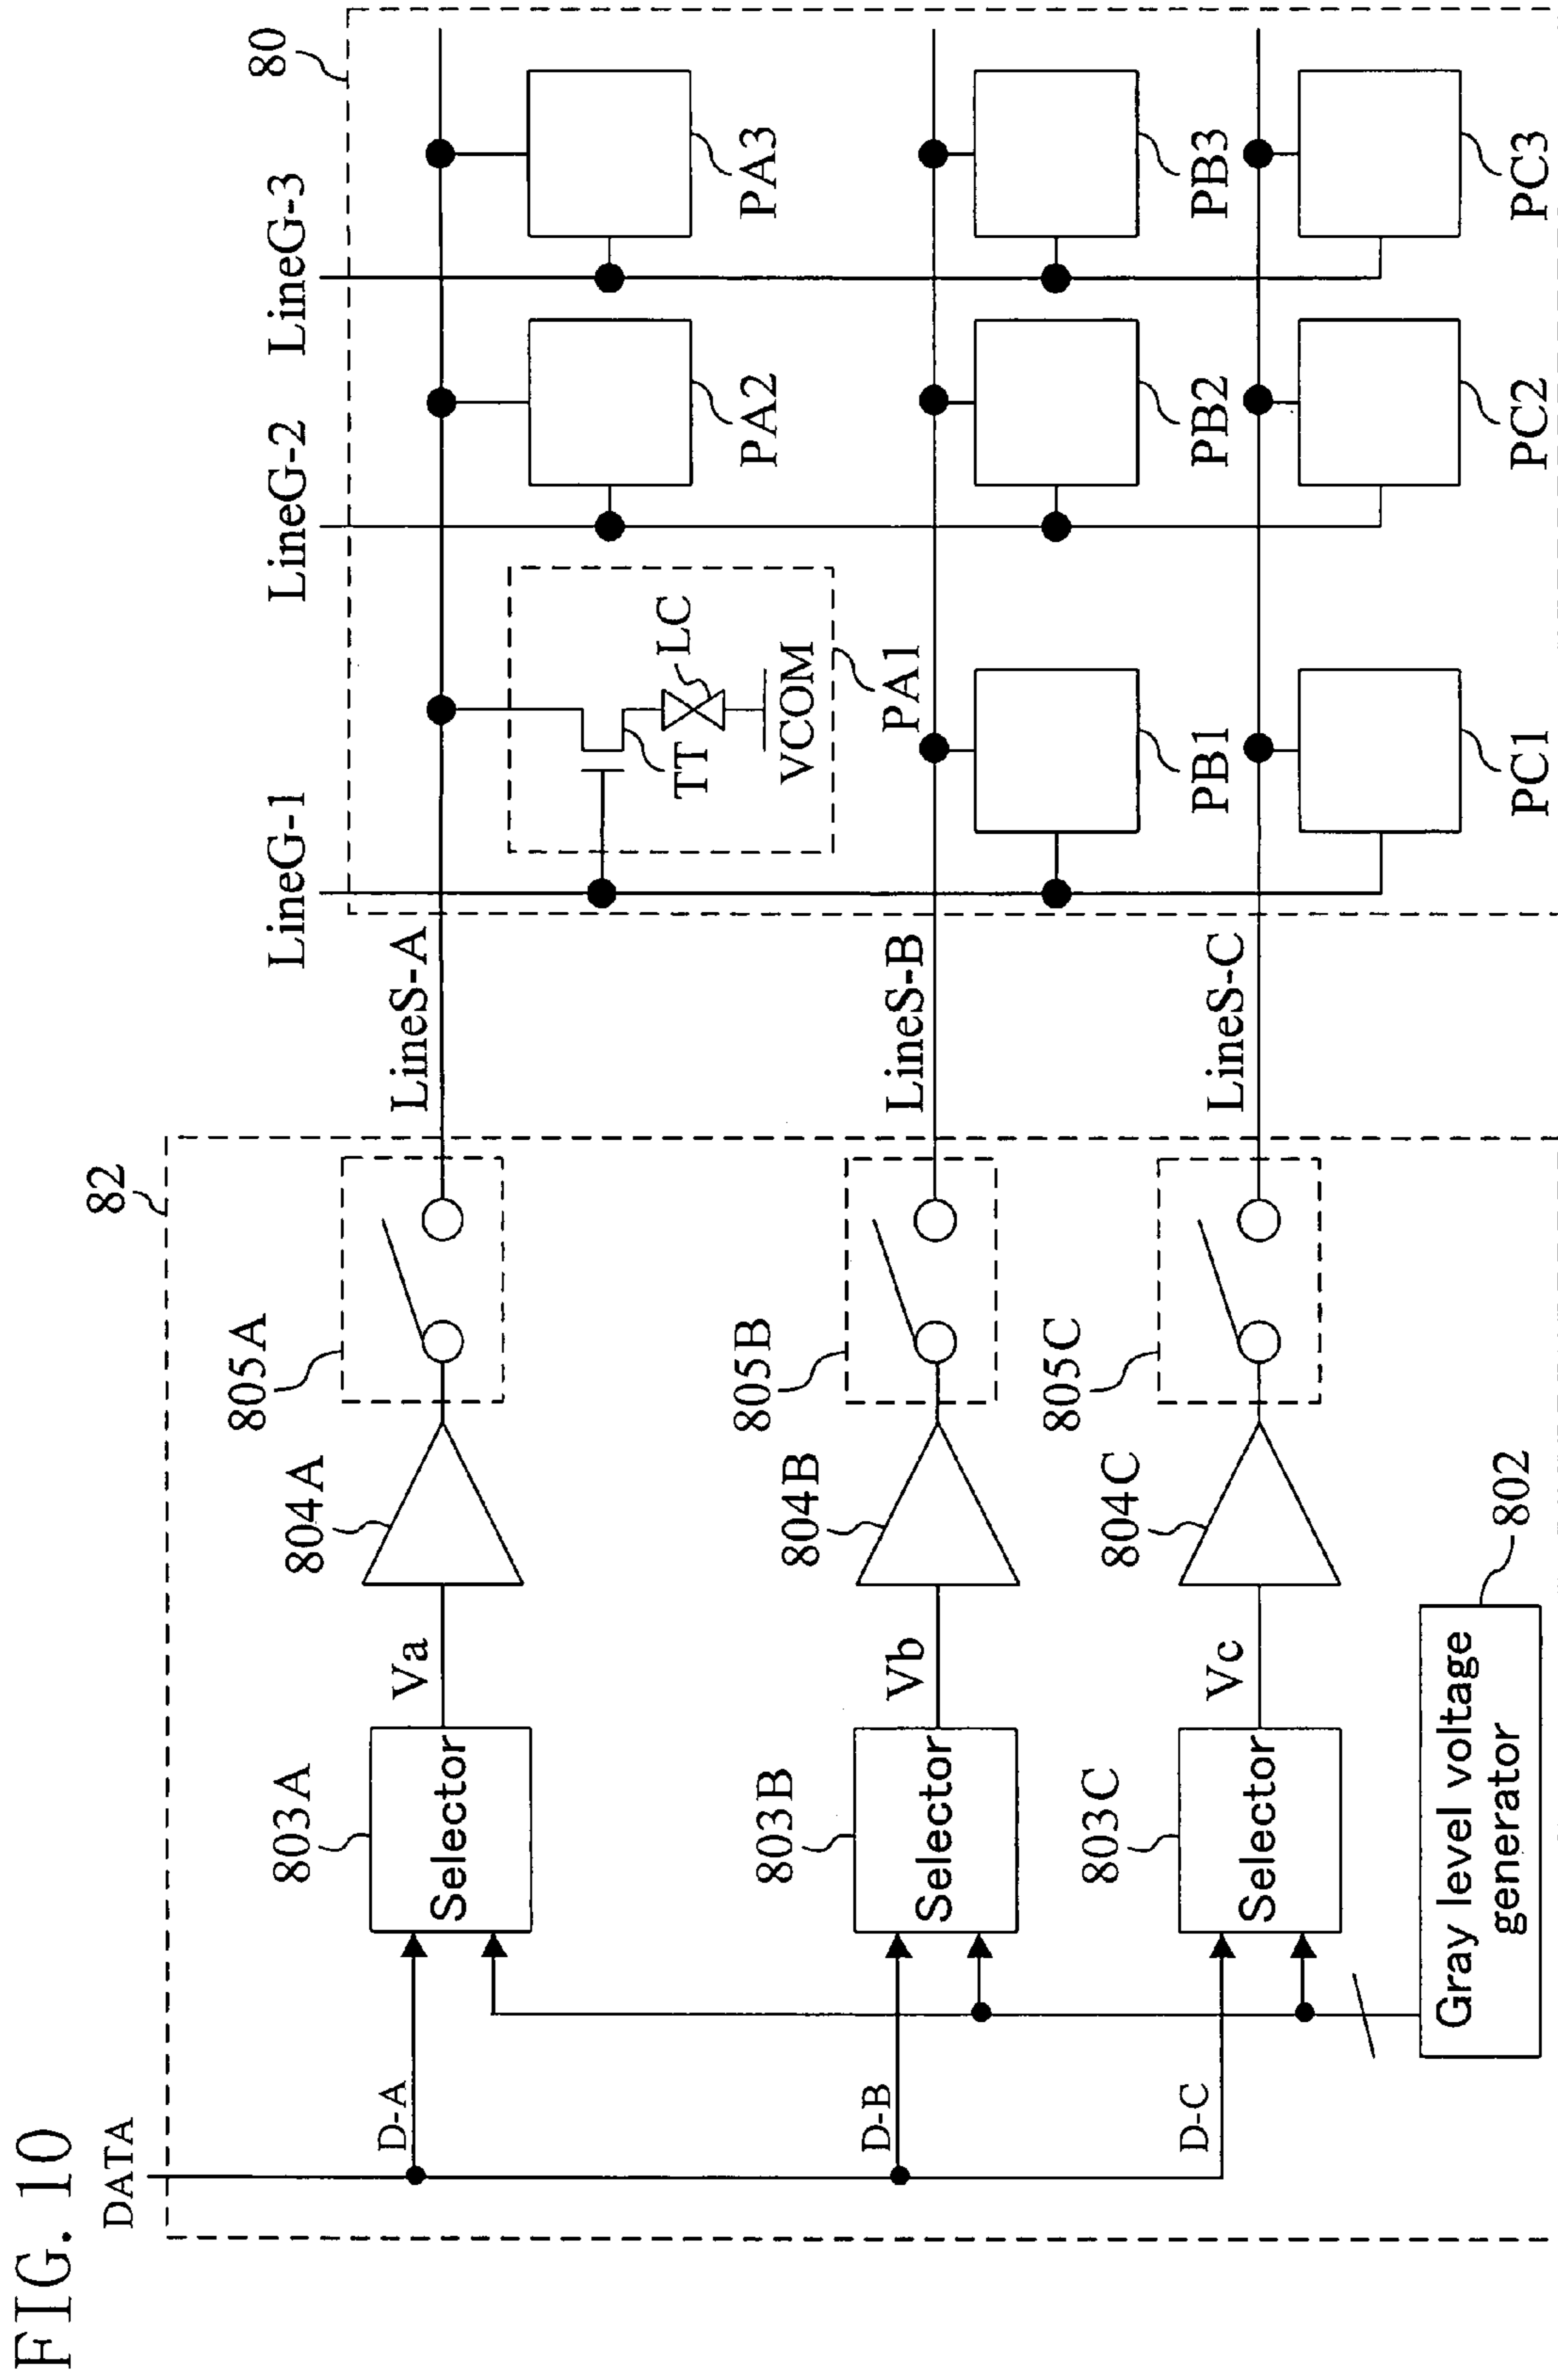 FIG. 10
DATA
82
80
LineG-1
LineG-2
LineG-3
803A
804A
805A
D-A
Selector
Va
LineS-A
TT
LC
VCOM
PA1
PA2
PA3
803B
804B
805B
D-B
Selector
Vb
LineS-B
PB1
PB2
PB3
803C
804C
805C
D-C
Selector
Vc
LineS-C
PC1
PC2
PC3
Gray level voltage
generator
802